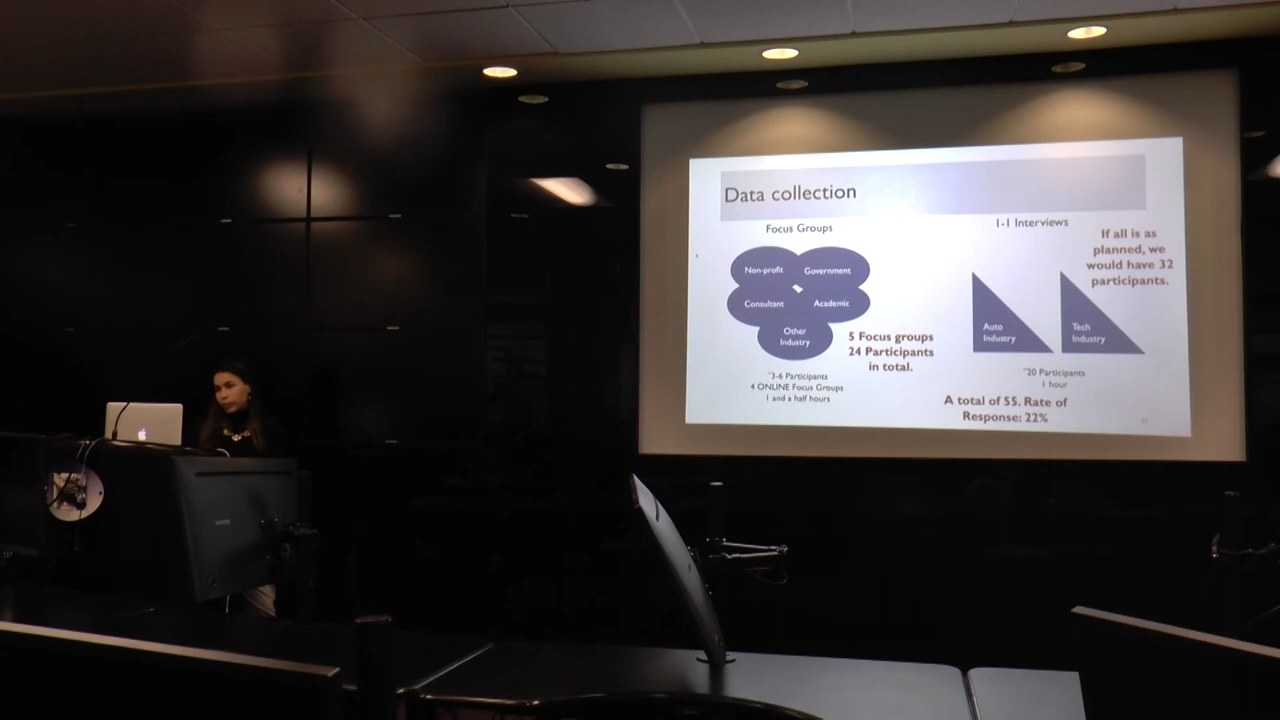 Data collection
Focus Groups
Non-profit
Government
Consultant
Academic
Other
Industry
5 Focus groups
24 Participants
in total.
~3-6 Participants
4 ONLINE Focus Groups
1 and a half hours
1-1 Interviews
If all is as
planned, we
would have 32
participants.
Auto
Industry
Tech
Industry
~20 Participants
1 hour
A total of 55. Rate of
Response: 22%